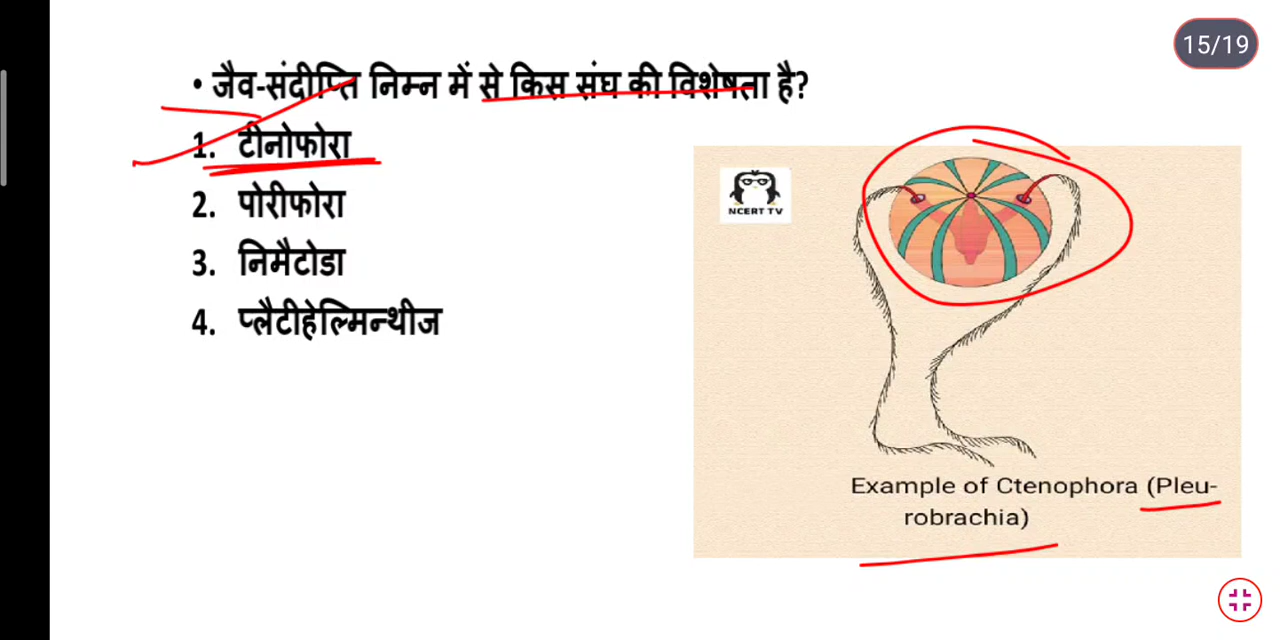 15/19
• जैव-संदीप्ति निम्न में से किस संघ की विशेषता है?
1. टीनोफोरा
2. पोरीफोरा
3. निमैटोडा
4. प्लैटीहेल्मिन्थीज
NCERT TV
Example of Ctenophora (Pleu-
robrachia)